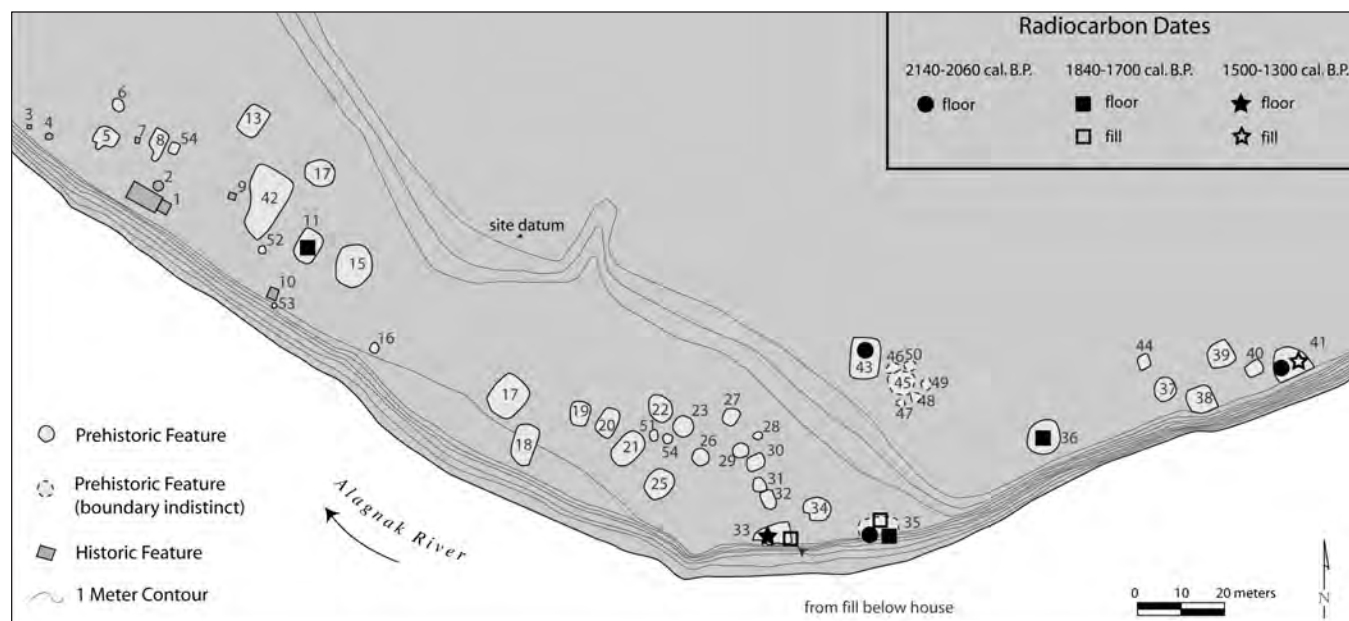 Radiocarbon Dates
2140-2060 cal. B.P. 1840-1700 cal. B.P. 1500-1300 cal. B.P.
floor floor floor
fill fill
6
3 4 5 7 8 54 13
17
2
1 9 42
site datum
11
52 15
10
53
16
43 46 50
45 49
48
47
44 39 40 41
37 38
17 19 20 22 23 27
18 21 51 54 26 28
29 30
36
25 31
32
34
33 35
Prehistoric Feature
Prehistoric Feature
(boundary indistinct)
Historic Feature
1 Meter Contour
Alagnak River
from fill below house
0 10 20 meters
N